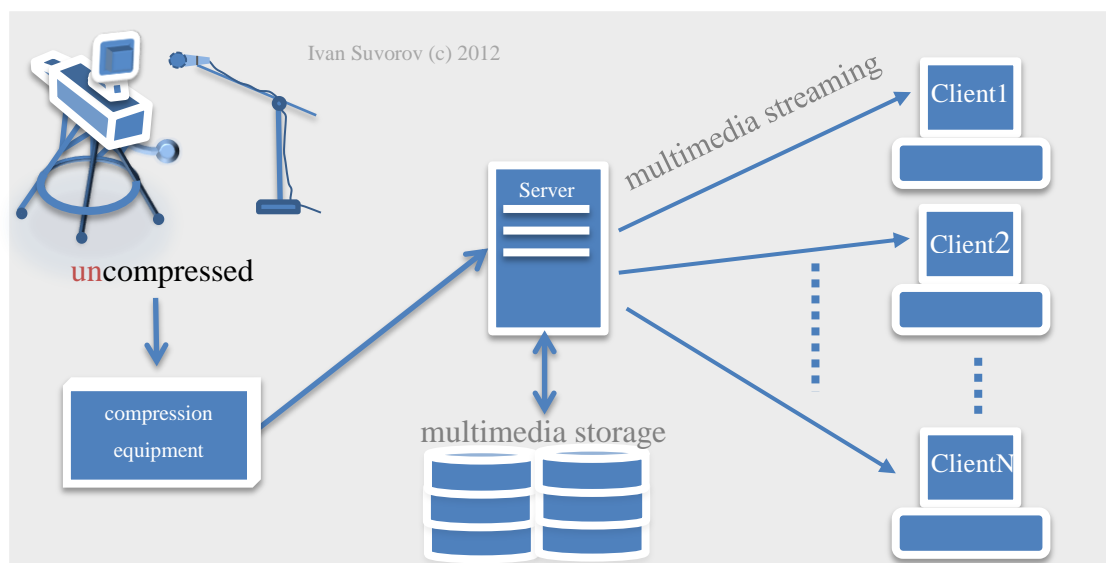 Ivan Suvorov (c) 2012
multimedia streaming
Client1
Server
Client2
uncompressed
compression
equipment
multimedia storage
ClientN